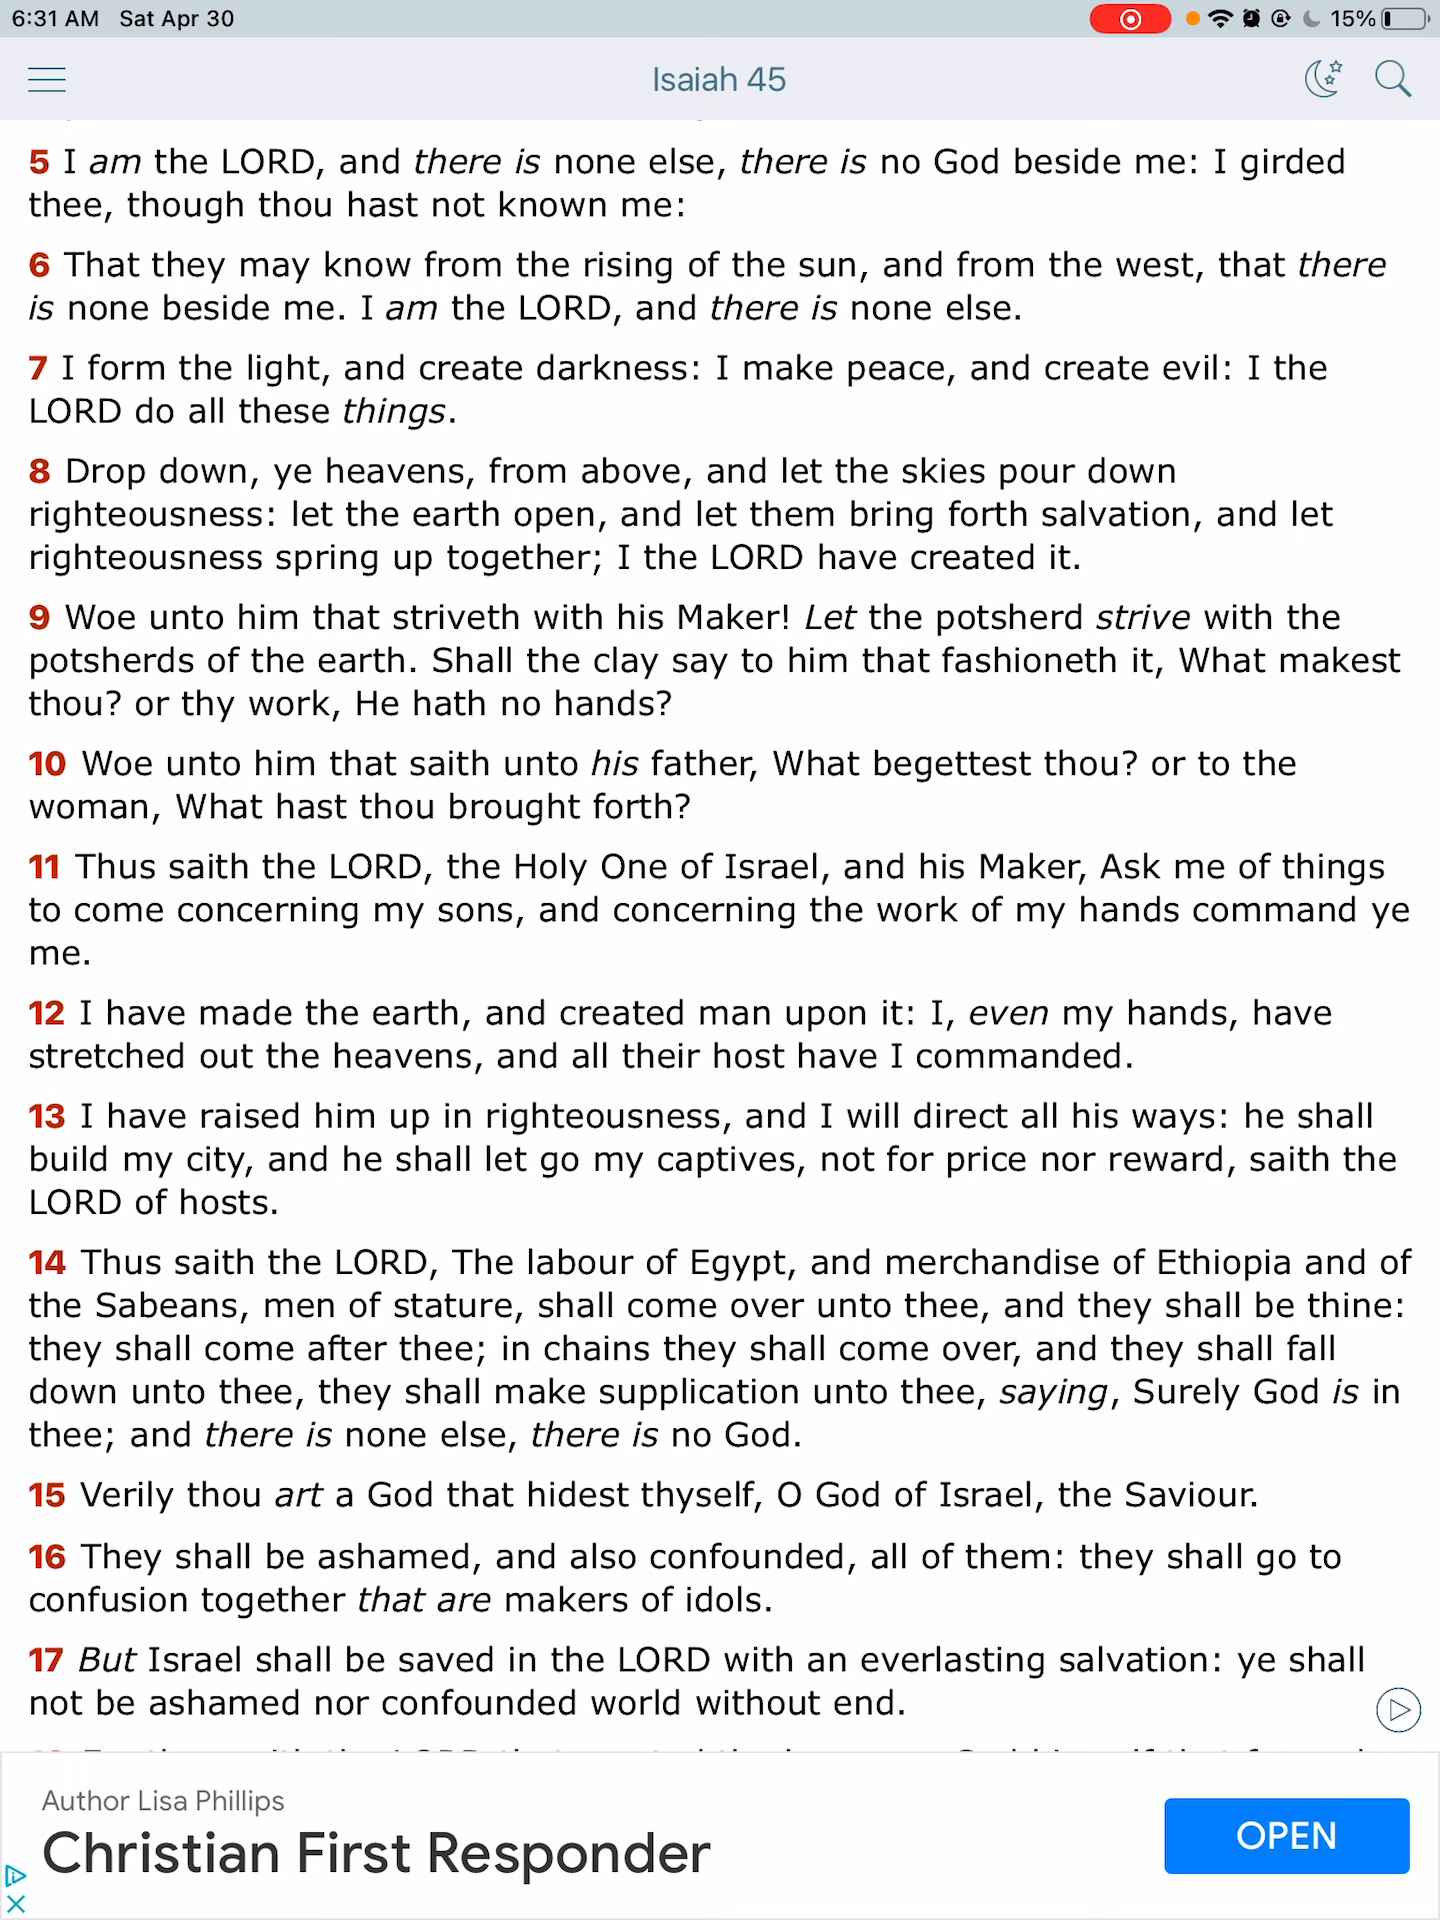 6:31 AM Sat Apr 30
15%
Isaiah 45
5 I am the LORD, and there is none else, there is no God beside me: I girded
thee, though thou hast not known me:
6 That they may know from the rising of the sun, and from the west, that there
is none beside me. I am the LORD, and there is none else.
7 I form the light, and create darkness: I make peace, and create evil: I the
LORD do all these things.
8 Drop down, ye heavens, from above, and let the skies pour down
righteousness: let the earth open, and let them bring forth salvation, and let
righteousness spring up together; I the LORD have created it.
9 Woe unto him that striveth with his Maker! Let the potsherd strive with the
potsherds of the earth. Shall the clay say to him that fashioneth it, What makest
thou? or thy work, He hath no hands?
10 Woe unto him that saith unto his father, What begettest thou? or to the
woman, What hast thou brought forth?
11 Thus saith the LORD, the Holy One of Israel, and his Maker, Ask me of things
to come concerning my sons, and concerning the work of my hands command ye
me.
12 I have made the earth, and created man upon it: I, even my hands, have
stretched out the heavens, and all their host have I commanded.
13 I have raised him up in righteousness, and I will direct all his ways: he shall
build my city, and he shall let go my captives, not for price nor reward, saith the
LORD of hosts.
14 Thus saith the LORD, The labour of Egypt, and merchandise of Ethiopia and of
the Sabeans, men of stature, shall come over unto thee, and they shall be thine:
they shall come after thee; in chains they shall come over, and they shall fall
down unto thee, they shall make supplication unto thee, saying, Surely God is in
thee; and there is none else, there is no God.
15 Verily thou art a God that hidest thyself, O God of Israel, the Saviour.
16 They shall be ashamed, and also confounded, all of them: they shall go to
confusion together that are makers of idols.
17 But Israel shall be saved in the LORD with an everlasting salvation: ye shall
not be ashamed nor confounded world without end.
Author Lisa Phillips
Christian First Responder
OPEN